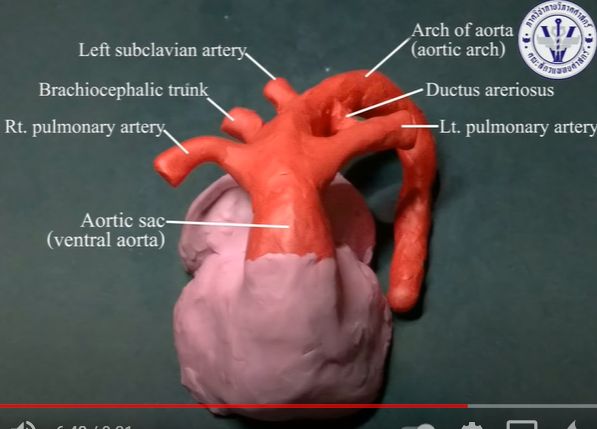 Arch of aorta
(aortic arch)
Left subclavian artery
Brachiocephalic trunk
Ductus areriosus
Rt. pulmonary artery
Lt. pulmonary artery
Aortic sac
(ventral aorta)